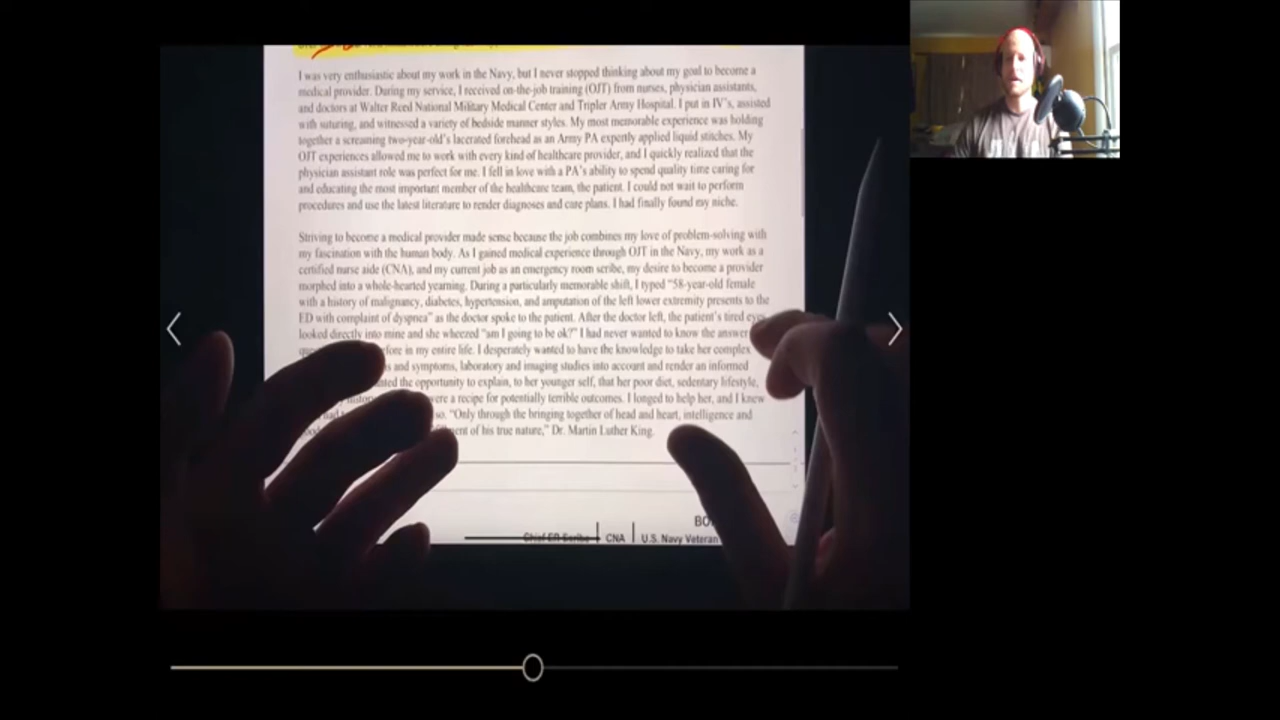 I was very enthusiastic about my work in the Navy, but I never stopped thinking about my goal to become a
medical provider. During my service, I received on-the-job training (OJT) from nurses, physician assistants,
and doctors at Walter Reed National Military Medical Center and Tripler Army Hospital. I put in IV's, assisted
with suturing, and witnessed a variety of bedside manner styles. My most memorable experience was holding
together a screaming two-year-old's lacerated forehead as an Army PA expertly applied liquid stitches. My
OJT experiences allowed me to work with every kind of healthcare provider, and I quickly realized that the
physician assistant role was perfect for me. I fell in love with a PA's ability to spend quality time caring for
and educating the most important member of the healthcare team, the patient. I could not wait to perform
procedures and use the latest literature to render diagnoses and care plans. I had finally found my niche.
Striving to become a medical provider made sense because the job combines my love of problem-solving with
my fascination with the human body. As I gained medical experience through OJT in the Navy, my work as a
certified nurse aide (CNA), and my current job as an emergency room scribe, my desire to become a provider
morphed into a whole-hearted yearning. During a particularly memorable shift, I typed "58-year-old female
with a history of malignancy, diabetes, hypertension, and amputation of the left lower extremity presents to the
ED with complaint of dyspnea" as the doctor spoke to the patient. After the doctor left, the patient's tired eyes
looked directly into mine and she wheezed "am I going to be ok?" I had never wanted to know the answer
in my entire life. I desperately wanted to have the knowledge to take her complex
and symptoms, laboratory and imaging studies into account and render an informed
the opportunity to explain, to her younger self, that her poor diet, sedentary lifestyle,
were a recipe for potentially terrible outcomes. I longed to help her, and I knew
so. "Only through the bringing together of head and heart, intelligence and
of his true nature," Dr. Martin Luther King.
Chief ER Scribe | CNA | U.S. Navy Veteran